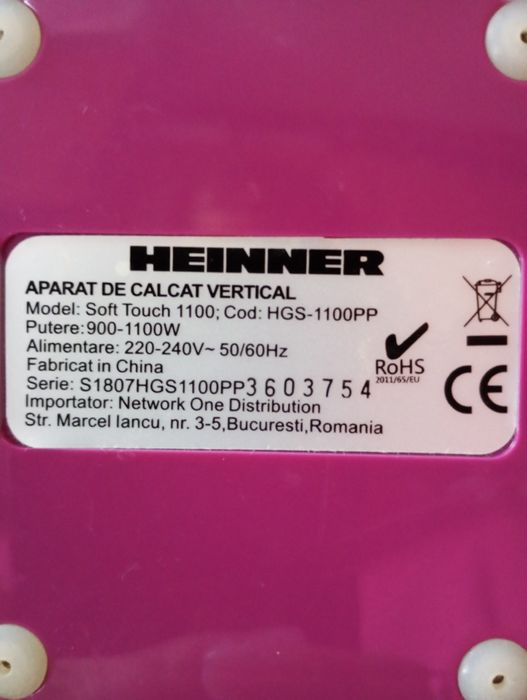 HEINNER
APARAT DE CALCAT VERTICAL
Model: Soft Touch 1100; Cod: HGS-1100PP
Putere:900-1100W
Alimentare: 220-240V~ 50/60Hz
Fabricat in China
Serie: S1807HGS1100PP3603754
Importator: Network One Distribution
Str. Marcel Iancu, nr. 3-5,Bucuresti,Romania
RoHS
2011/65/EU
CE